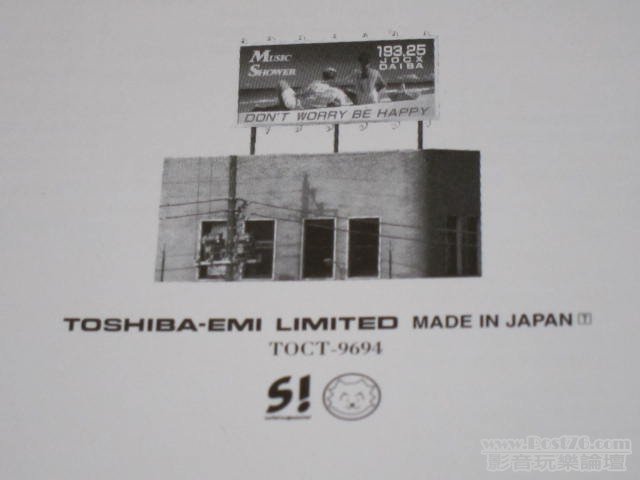 MUSIC
SHOWER
193.25
JOCX
DAIBA
DON'T WORRY BE HAPPY
TOSHIBA-EMI LIMITED MADE IN JAPAN T
TOCT-9694
S!
www.Post76.com
影音玩樂論壇